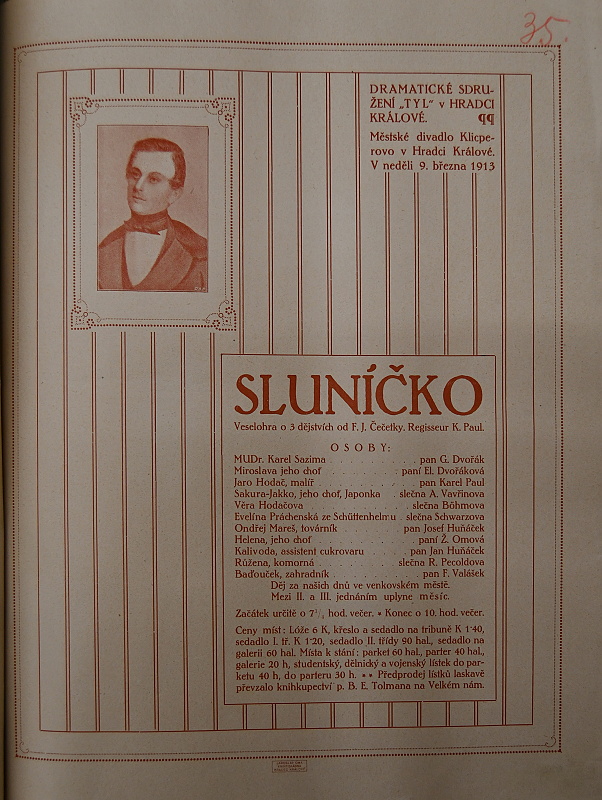 35.
DRAMATICKÉ SDRU-
ŽENÍ „TYL“ v HRADCI
KRÁLOVÉ. ¶¶
Městské divadlo Klicpe-
rovo v Hradci Králové.
V neděli 9. března 1913
SLUNÍČKO
Veselohra o 3 dějstvích od F. J. Čečetky. Regisseur K. Paul.
OSOBY:
MUDr. Karel Sazima . . . . . . . . pan G. Dvořák
Miroslava jeho choť . . . . . . . paní El. Dvořáková
Jaro Hodač, malíř . . . . . . . . pan Karel Paul
Sakura-Jakko, jeho choť, Japonka . slečna A. Vavřinova
Věra Hodačova . . . . . . . . slečna Böhmova
Evelína Práchenská ze Schüttenhelmu . slečna Schwarzova
Ondřej Mareš, továrník . . . . . . pan Josef Huňáček
Helena, jeho choť . . . . . . . paní Ž. Omová
Kalivoda, assistent cukrovaru . . . . pan Jan Huňáček
Růžena, komorná . . . . . . . slečna R. Pecoldova
Baďouček, zahradník . . . . . . . pan F. Valášek
Děj za našich dnů ve venkovském městě.
Mezi II. a III. jednáním uplyne měsíc.
Začátek určitě o hod. večer. • Konec o 10. hod. večer.
Ceny míst: Lóže 6 K, křeslo a sedadlo na tribuně K 1·40,
sedadlo I. tř. K 1·20, sedadlo II. třídy 90 hal., sedadlo na
galerii 60 hal. Místa k stání: parket 60 hal., parter 40 hal.,
galerie 20 h, studentský, dělnický a vojenský lístek do par-
ketu 40 h, do parteru 30 h. •• Předprodej lístků laskavě
převzalo knihkupectví p. B. E. Tolmana na Velkém nám.